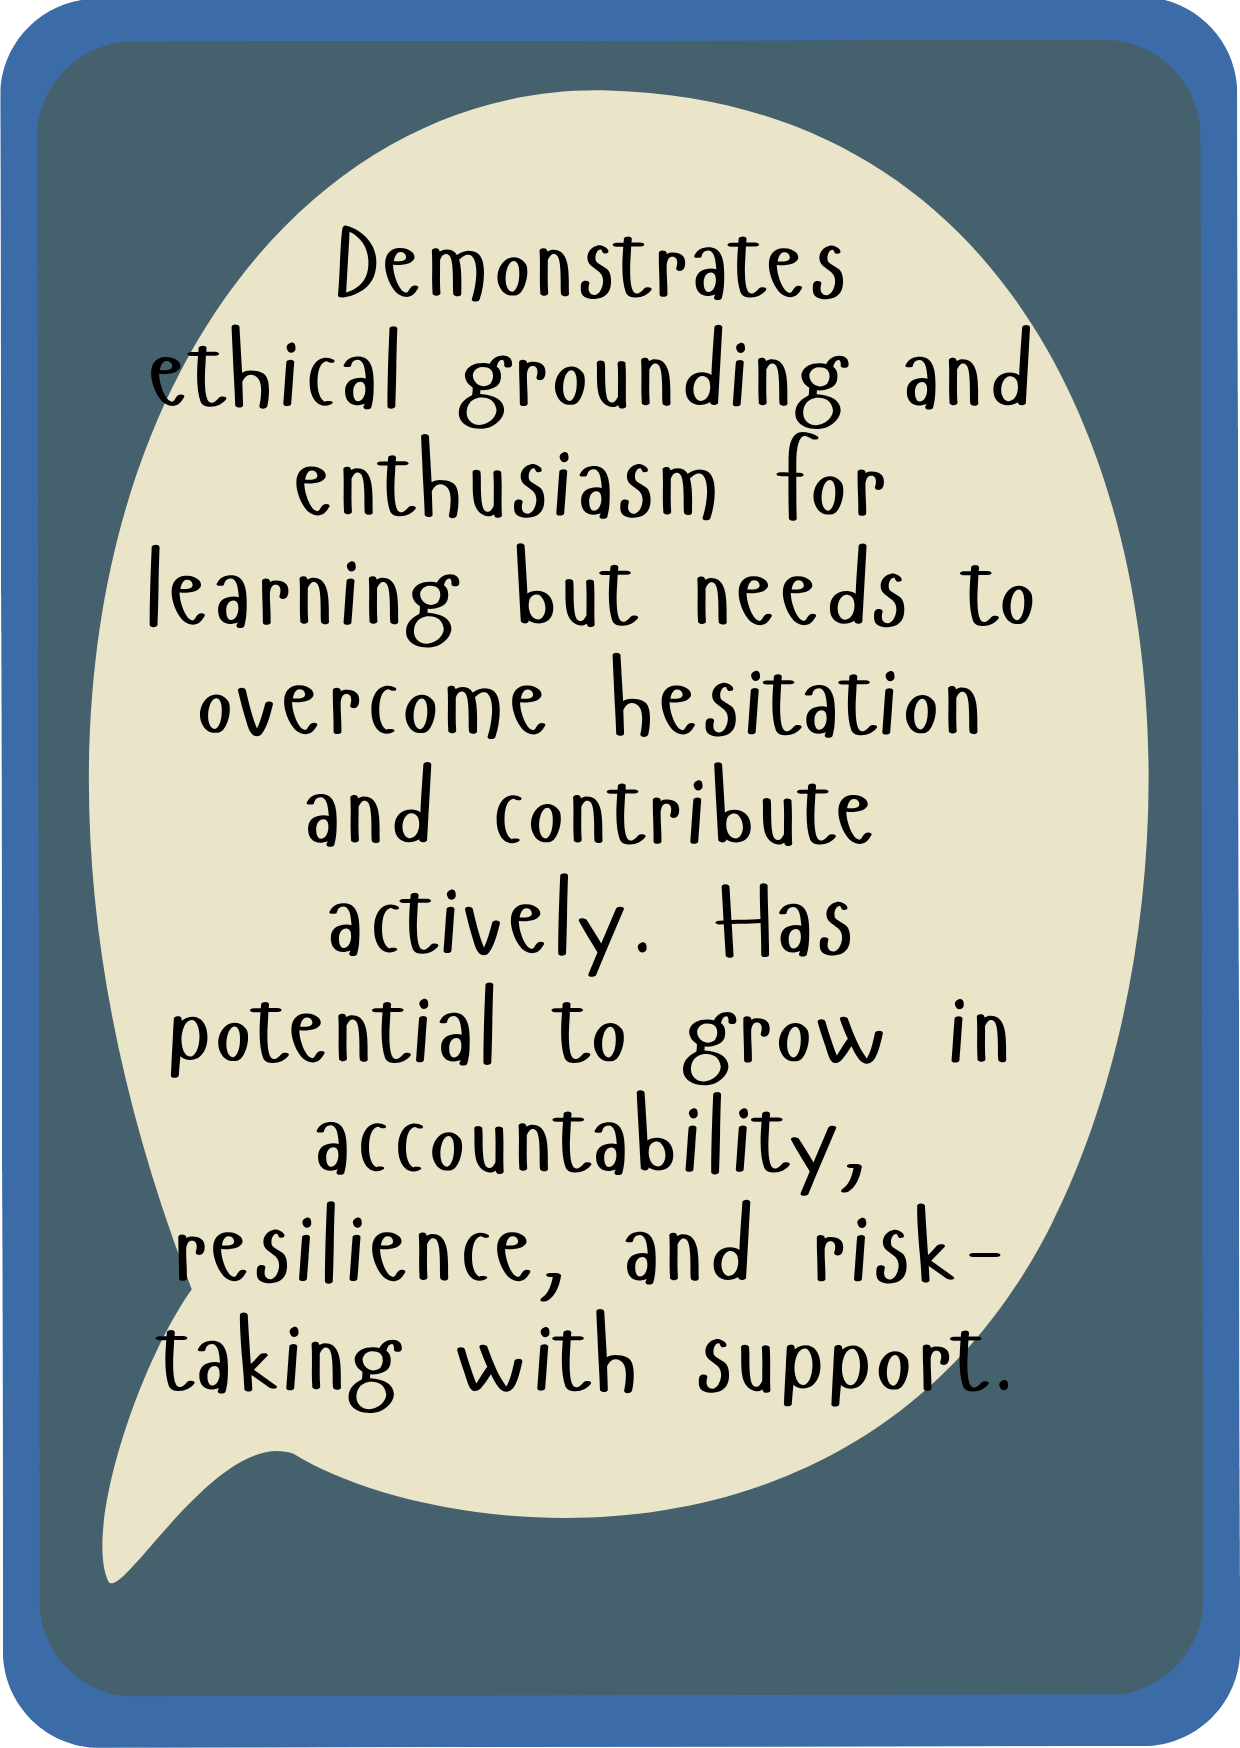 Demonstrates
ethical grounding and
enthusiasm for
learning but needs to
overcome hesitation
and contribute
actively. Has
potential to grow in
accountability,
resilience, and risk-
taking with support.